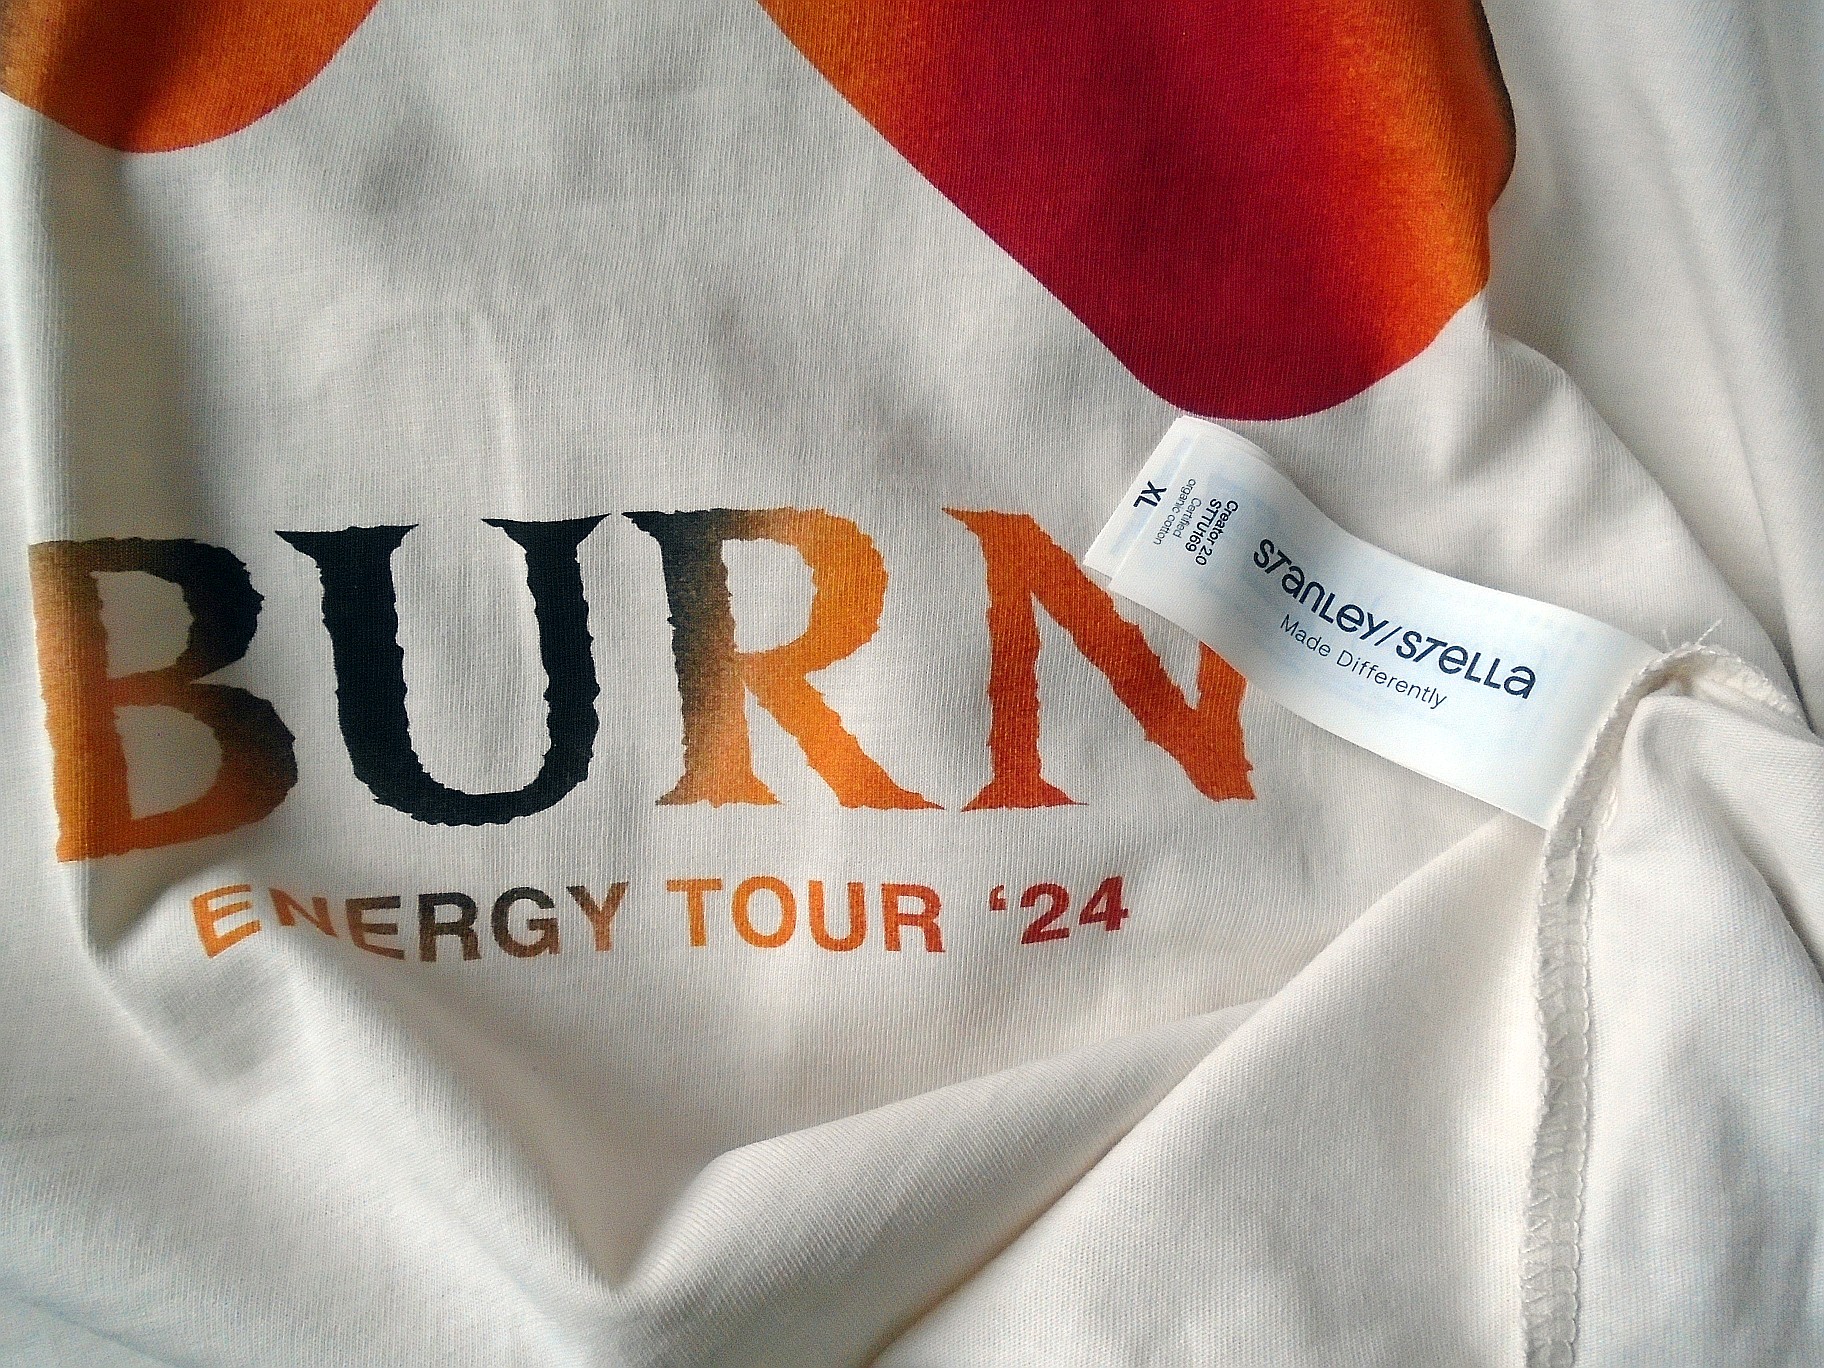 BURN
ENERGY TOUR ‘24
STANLEY/STELLA
Made Differently
Creator 2.0
STTU169
Certified
organic cotton
XL